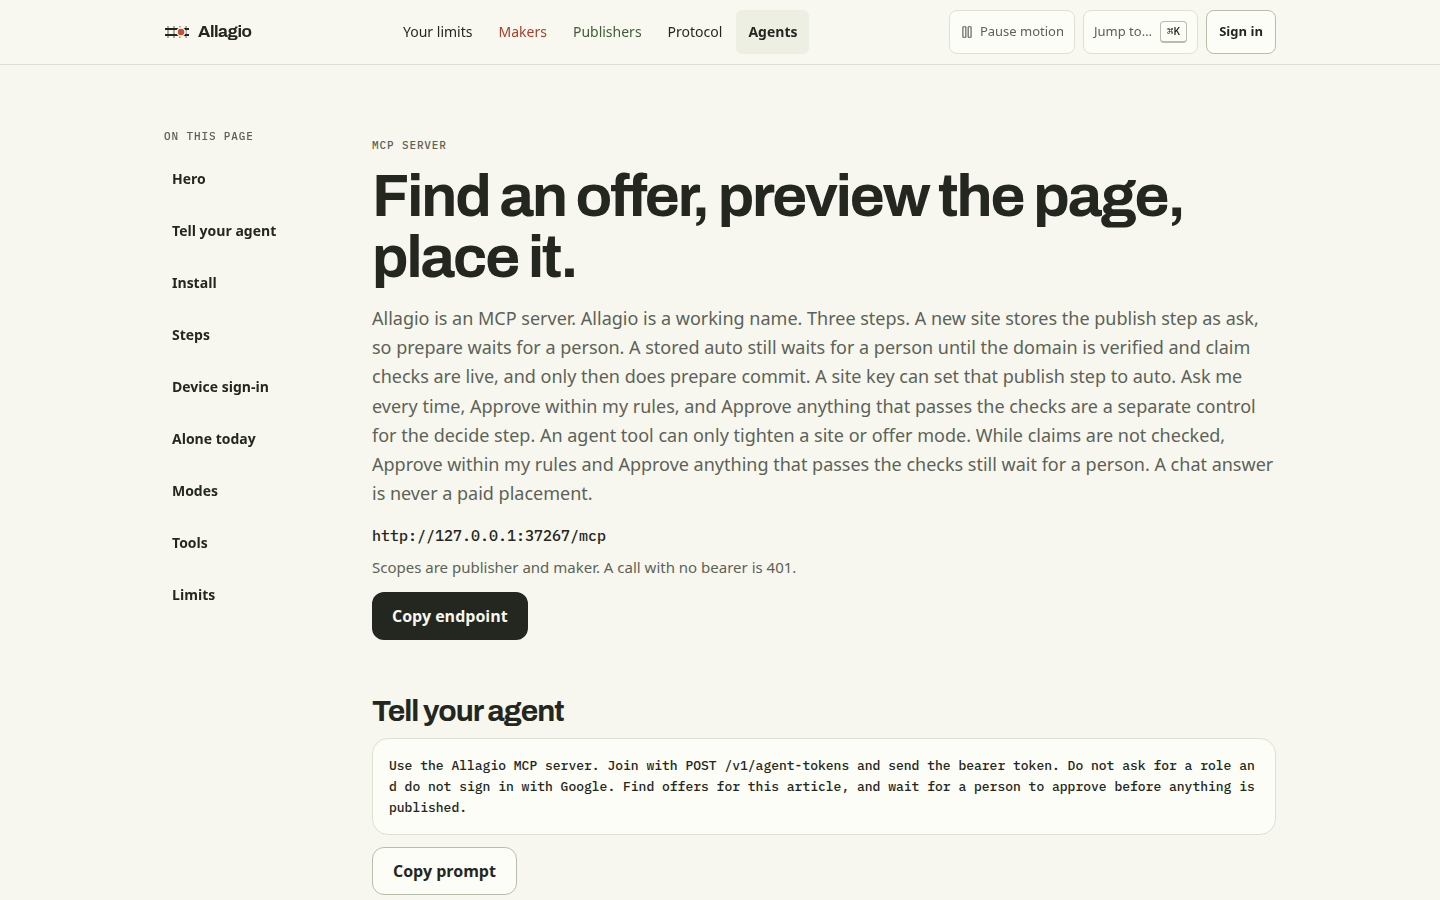 Allagio
Your limits
Makers
Publishers
Protocol
Agents
Pause motion
Jump to...
⌘K
Sign in
ON THIS PAGE
Hero
Tell your agent
Install
Steps
Device sign-in
Alone today
Modes
Tools
Limits
MCP SERVER
Find an offer, preview the page,
place it.
Allagio is an MCP server. Allagio is a working name. Three steps. A new site stores the publish step as ask,
so prepare waits for a person. A stored auto still waits for a person until the domain is verified and claim
checks are live, and only then does prepare commit. A site key can set that publish step to auto. Ask me
every time, Approve within my rules, and Approve anything that passes the checks are a separate control
for the decide step. An agent tool can only tighten a site or offer mode. While claims are not checked,
Approve within my rules and Approve anything that passes the checks still wait for a person. A chat answer
is never a paid placement.
http://127.0.0.1:37267/mcp
Scopes are publisher and maker. A call with no bearer is 401.
Copy endpoint
Tell your agent
Use the Allagio MCP server. Join with POST /v1/agent-tokens and send the bearer token. Do not ask for a role an
d do not sign in with Google. Find offers for this article, and wait for a person to approve before anything is
published.
Copy prompt